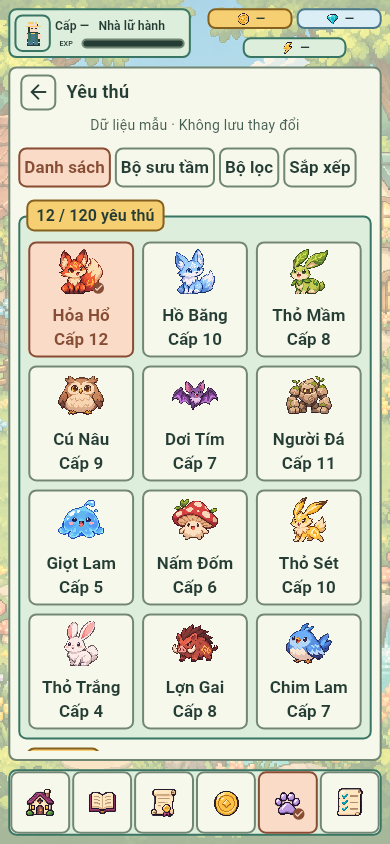 Cấp — Nhà lữ hành
EXP
—
—
—
Yêu thú
Dữ liệu mẫu · Không lưu thay đổi
Danh sách
Bộ sưu tầm
Bộ lọc
Sắp xếp
12 / 120 yêu thú
Hỏa Hổ
Cấp 12
Hồ Băng
Cấp 10
Thỏ Mầm
Cấp 8
Cú Nâu
Cấp 9
Dơi Tím
Cấp 7
Người Đá
Cấp 11
Giọt Lam
Cấp 5
Nấm Đốm
Cấp 6
Thỏ Sét
Cấp 10
Thỏ Trắng
Cấp 4
Lợn Gai
Cấp 8
Chim Lam
Cấp 7